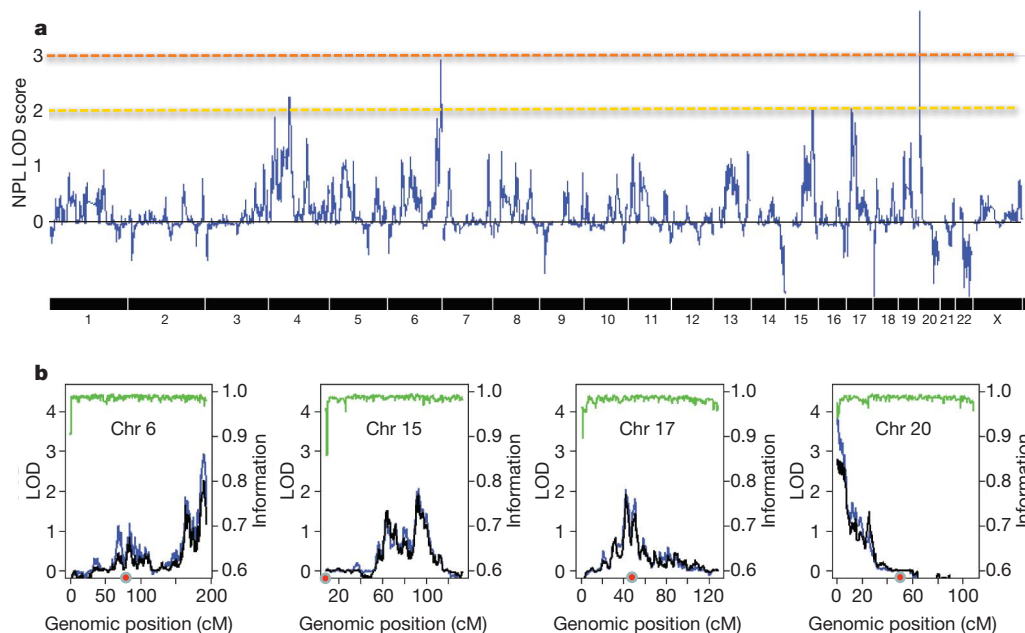 a
NPL LOD score
3
2
1
0
1 2 3 4 5 6 7 8 9 10 11 12 13 14 15 16 17 18 19 20 21 22 X
b
Chr 6
LOD
4
3
2
1
0
1.0
0.9
0.8
0.7
0.6
Information
0 50 100 200
Genomic position (cM)
Chr 15
LOD
4
3
2
1
0
1.0
0.9
0.8
0.7
0.6
Information
20 60 100
Genomic position (cM)
Chr 17
LOD
4
3
2
1
0
1.0
0.9
0.8
0.7
0.6
Information
0 40 80 120
Genomic position (cM)
Chr 20
LOD
4
3
2
1
0
1.0
0.9
0.8
0.7
0.6
Information
0 60 100
Genomic position (cM)